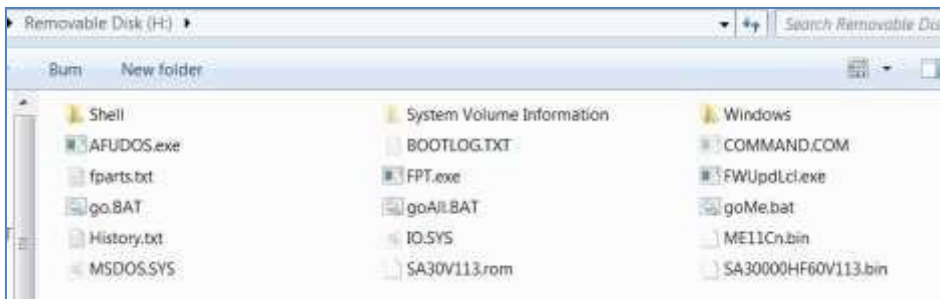 Removable Disk (H:) Search Removable Dis
Burn New folder
Shell System Volume Information Windows
AFUDOS.exe BOOTLOG.TXT COMMAND.COM
fparts.txt FPT.exe FWUpdLcl.exe
go.BAT goAll.BAT goMe.bat
History.txt IO.SYS ME11Cn.bin
MSDOS.SYS SA30V113.rom SA30000HF60V113.bin